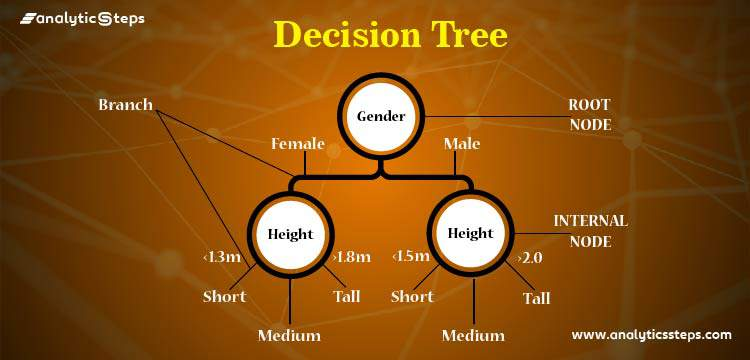 analyticSteps
Decision Tree
Branch
Gender
ROOT
NODE
Female
Male
Height
Height
INTERNAL
NODE
<1.3m
>1.8m
<1.5m
>2.0
Short
Tall
Short
Tall
Medium
Medium
www.analyticssteps.com